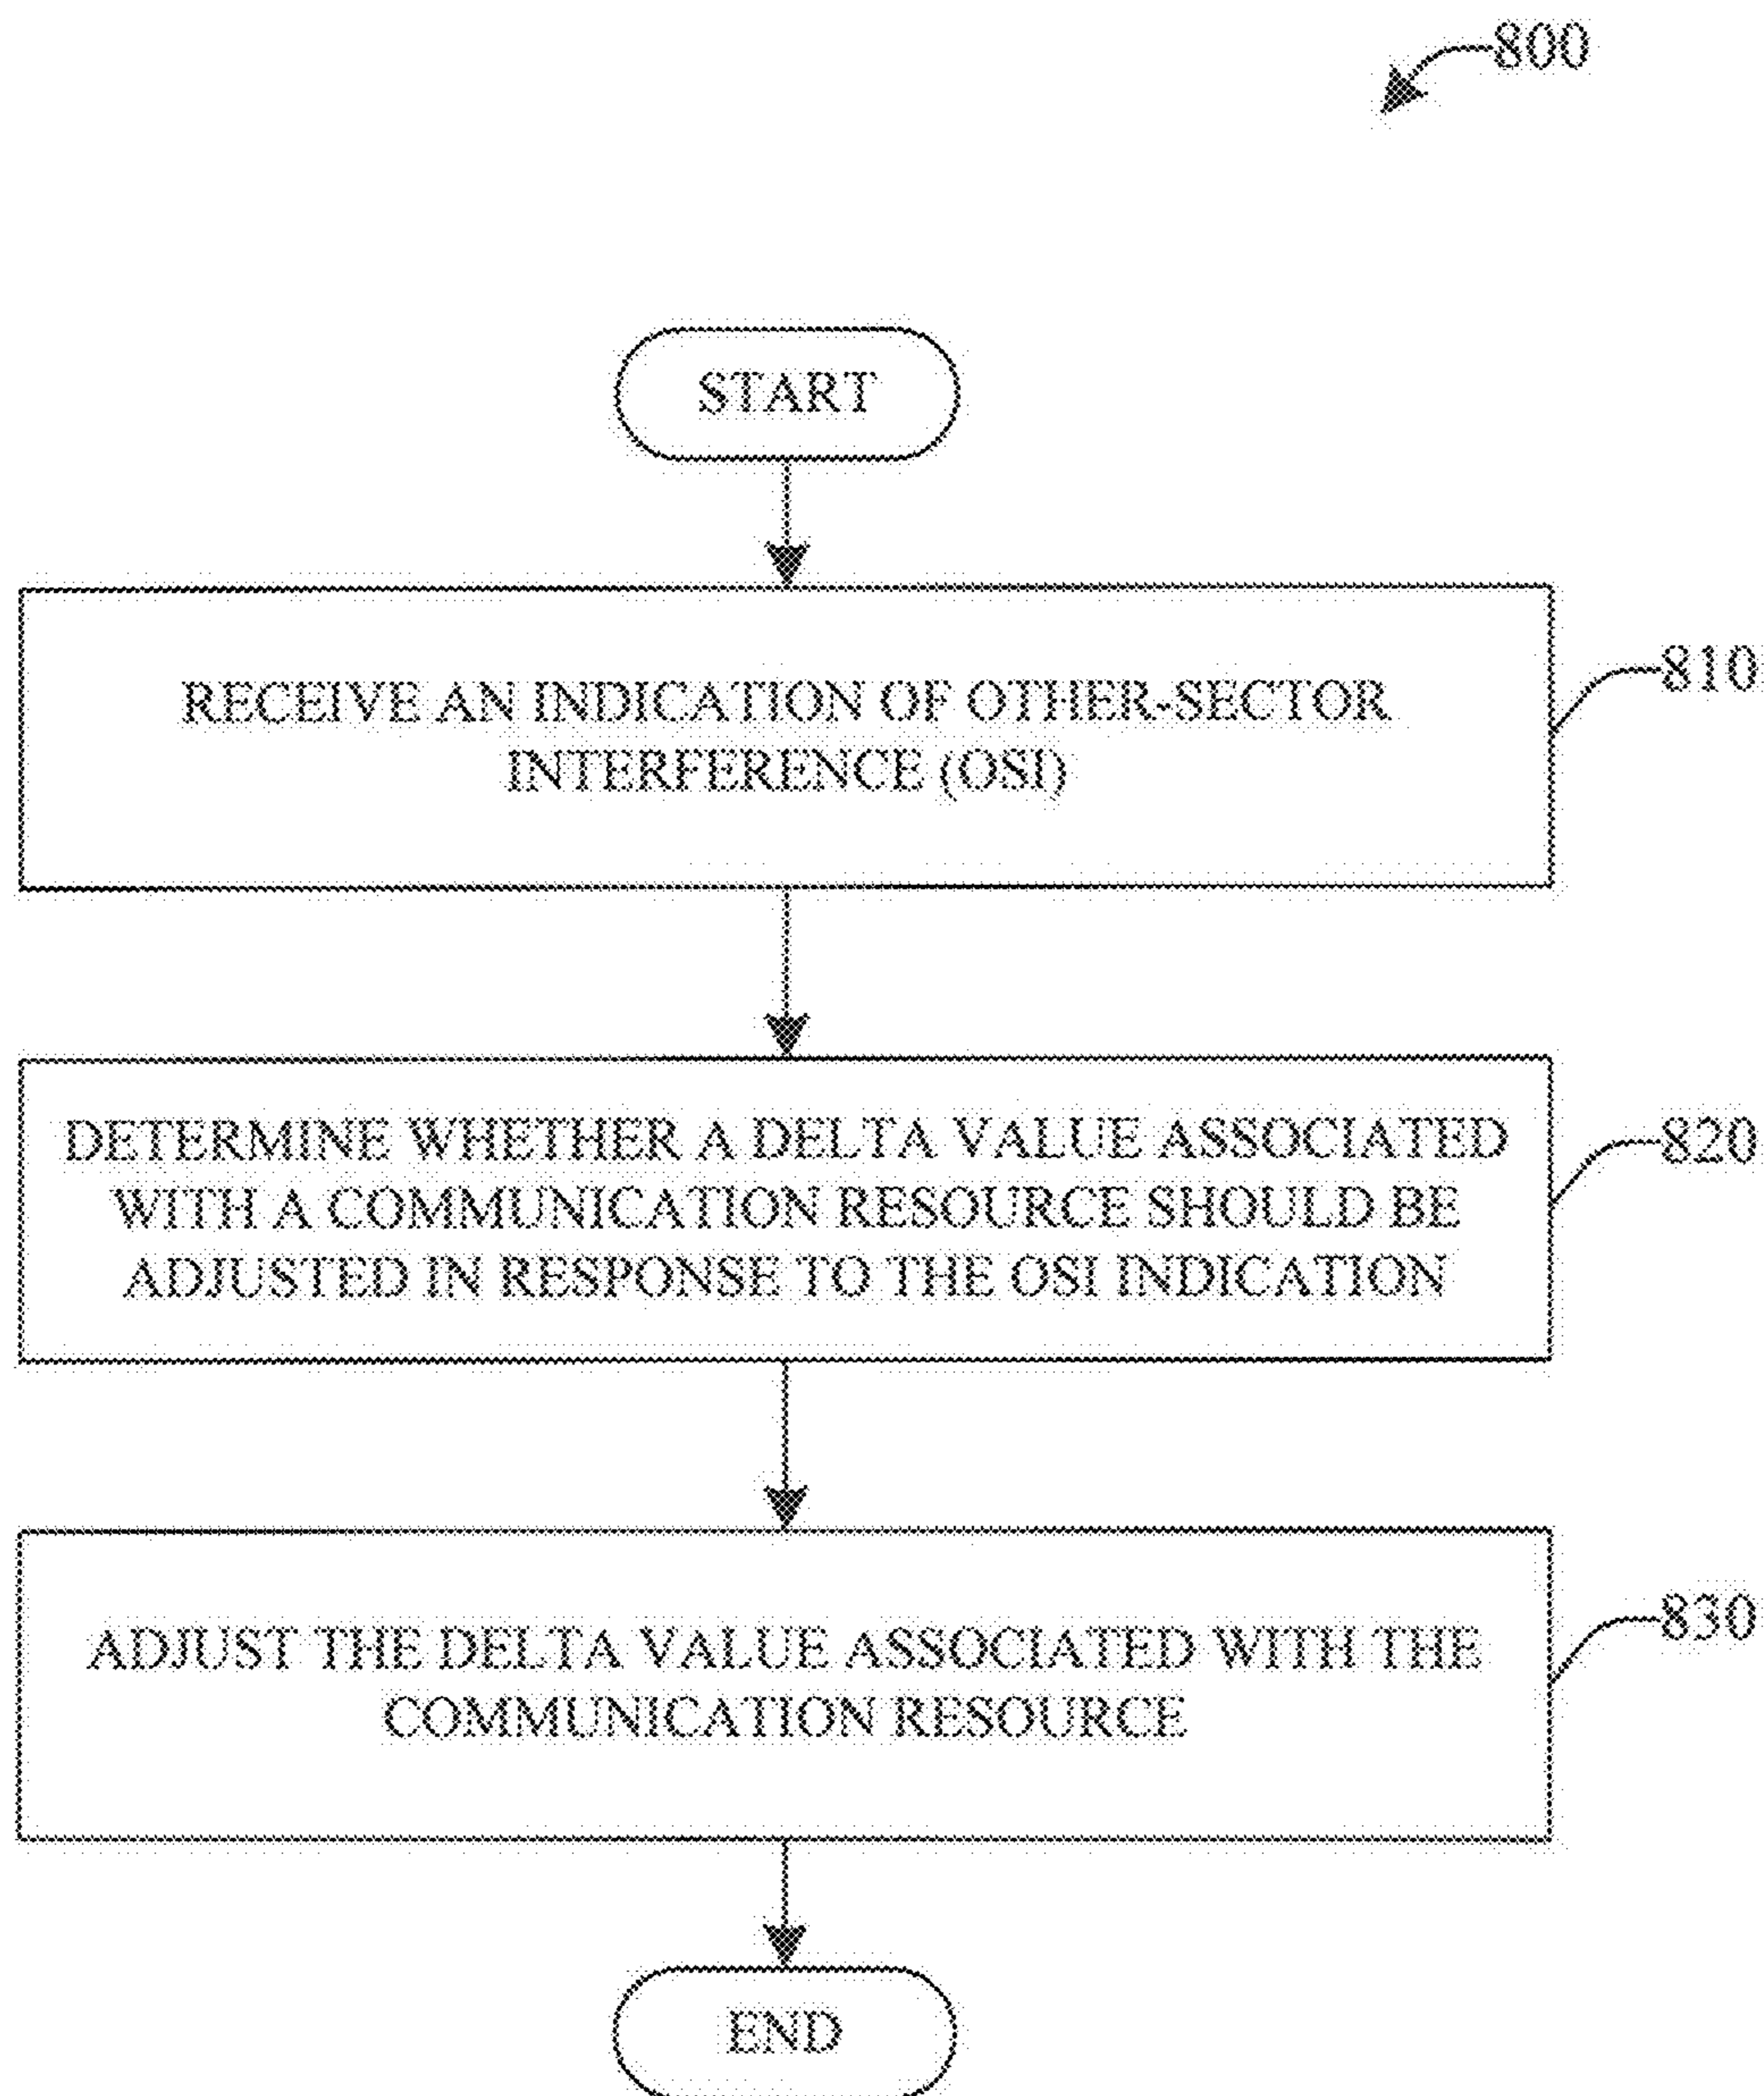 800
START
RECEIVE AN INDICATION OF OTHER-SECTOR
INTERFERENCE (OSI)
810
DETERMINE WHETHER A DELTA VALUE ASSOCIATED
WITH A COMMUNICATION RESOURCE SHOULD BE
ADJUSTED IN RESPONSE TO THE OSI INDICATION
820
ADJUST THE DELTA VALUE ASSOCIATED WITH THE
COMMUNICATION RESOURCE
830
END